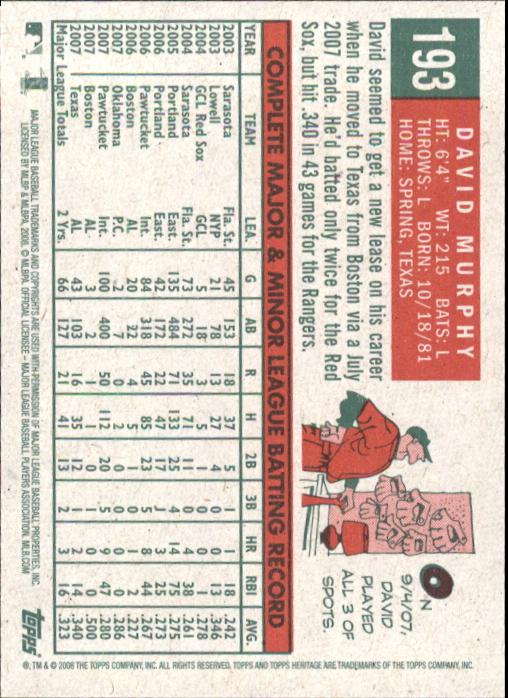 193
DAVID MURPHY
HT: 6'4" WT: 215 BATS: L
THROWS: L BORN: 10/18/81
HOME: SPRING, TEXAS
David seemed to get a new lease on his career
when he moved to Texas from Boston via a July
2007 trade. He'd batted only twice for the Red
Sox, but hit .340 in 43 games for the Rangers.
ON
9/4/07,
DAVID
PLAYED
ALL 3 OF
SPOTS.
COMPLETE MAJOR & MINOR LEAGUE BATTING RECORD
YEAR TEAM LEA. G AB R H 2B 3B HR RBI AVG.
2003 Sarasota Fla. St. 45 153 18 37 5 1 1 18 .242
2003 Lowell NYP 21 78 13 27 4 0 0 13 .346
2004 GCL Red Sox GCL 5 18 3 5 1 0 0 1 .278
2004 Sarasota Fla. St. 73 272 35 71 11 0 4 38 .261
2005 Portland East. 135 484 71 133 25 4 14 75 .275
2006 Portland East. 42 172 22 47 17 1 3 25 .273
2006 Pawtucket Int. 84 318 45 85 23 5 8 44 .267
2006 Boston AL 20 22 4 5 1 0 1 2 .227
2007 Oklahoma P.C. 2 7 0 2 0 0 0 0 .286
2007 Pawtucket Int. 100 400 50 112 20 5 9 47 .280
2007 Boston AL 3 2 1 1 0 1 0 0 .500
2007 Texas AL 43 103 16 35 12 1 2 14 .340
Major League Totals 2 Yrs. 66 127 21 41 13 2 3 16 .323
MAJOR LEAGUE BASEBALL TRADEMARKS AND COPYRIGHTS ARE USED WITH PERMISSION OF MAJOR LEAGUE BASEBALL PROPERTIES, INC.
LICENSED BY MLBP & MLBPA, 2008. © MLBPA. OFFICIAL LICENSEE – MAJOR LEAGUE BASEBALL PLAYERS ASSOCIATION. MLB.COM
TOPPS
®, TM & © 2008 THE TOPPS COMPANY, INC. ALL RIGHTS RESERVED. TOPPS AND TOPPS HERITAGE ARE TRADEMARKS OF THE TOPPS COMPANY, INC.